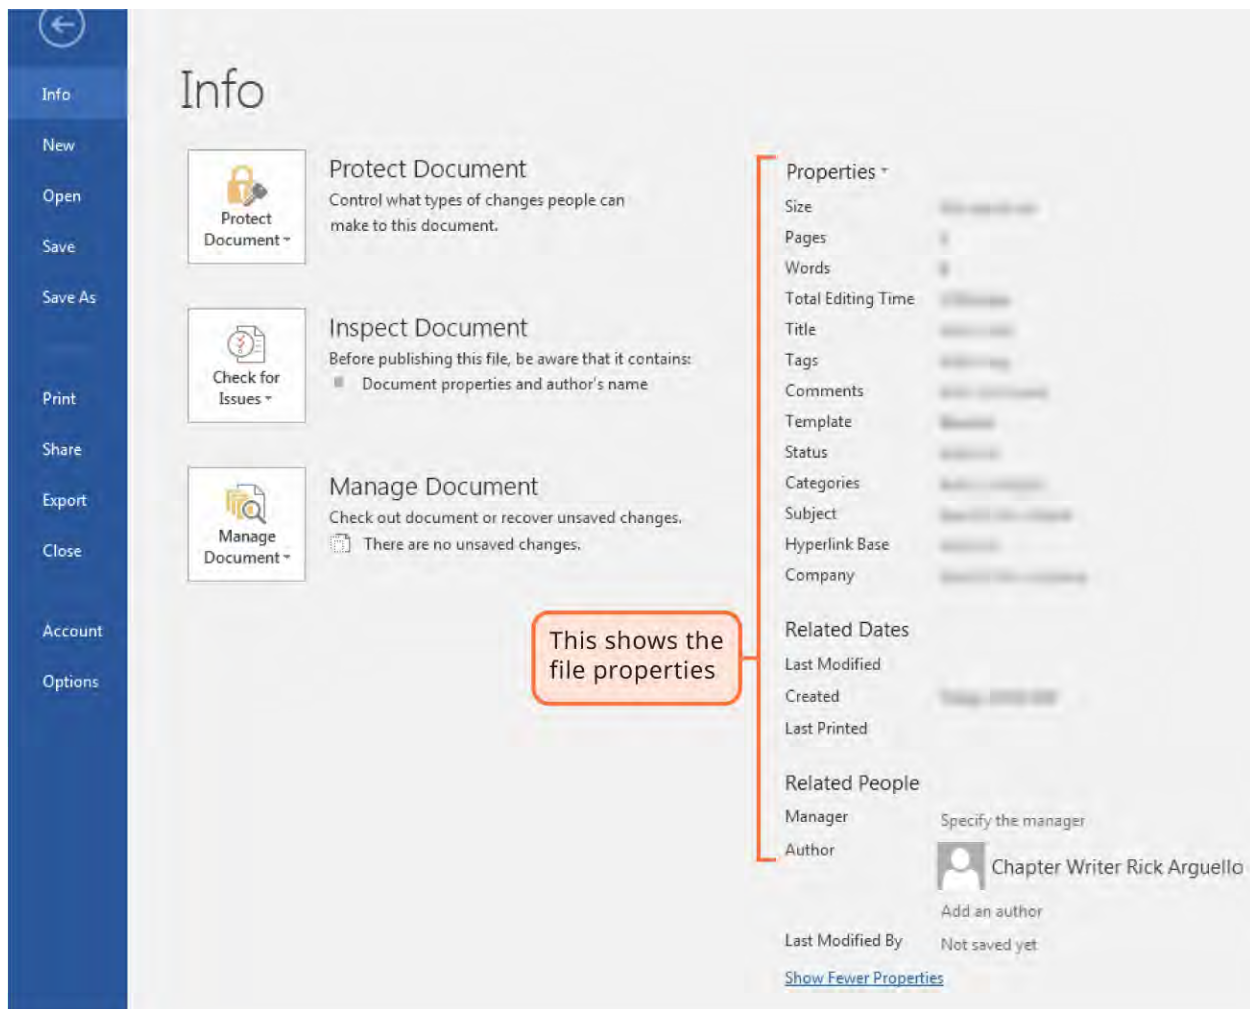 Info
New
Open
Save
Save As
Print
Share
Export
Close
Account
Options
Info
Protect
Document
Protect Document
Control what types of changes people can
make to this document.
Check for
Issues
Inspect Document
Before publishing this file, be aware that it contains:
Document properties and author's name
Manage
Document
Manage Document
Check out document or recover unsaved changes.
There are no unsaved changes.
This shows the
file properties
Properties
Size
Pages
Words
Total Editing Time
Title
Tags
Comments
Template
Status
Categories
Subject
Hyperlink Base
Company
Related Dates
Last Modified
Created
Last Printed
Related People
Manager Specify the manager
Author Chapter Writer Rick Arguello
Add an author
Last Modified By Not saved yet
Show Fewer Properties